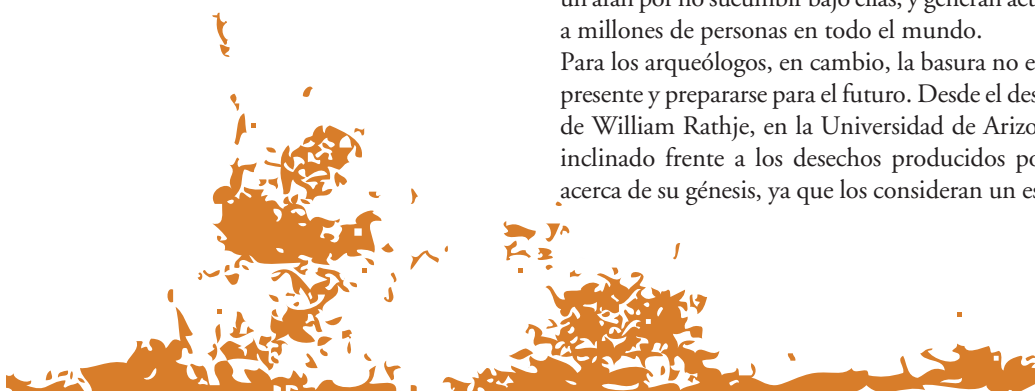 un afán por no sucumbir bajo ellas, y generan
a millones de personas en todo el mundo.
Para los arqueólogos, en cambio, la basura no
presente y prepararse para el futuro. Desde el
de William Rathje, en la Universidad de
inclinado frente a los desechos producidos
acerca de su génesis, ya que los consideran un